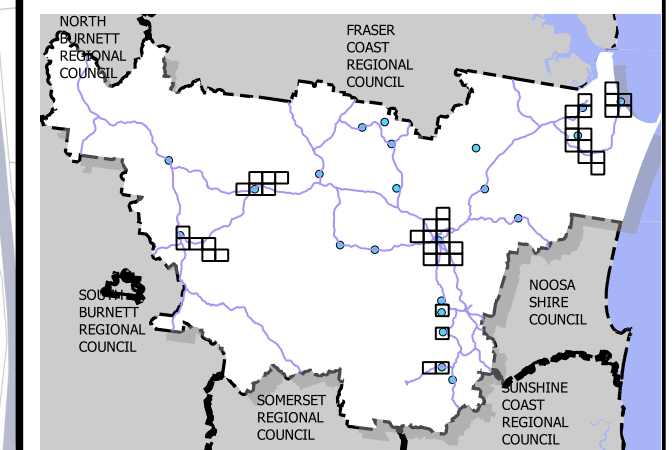 NORTH
BURNETT
REGIONAL
COUNCIL
FRASER
COAST
REGIONAL
COUNCIL
SOUTH
BURNETT
REGIONAL
COUNCIL
NOOSA
SHIRE
COUNCIL
SOMERSET
REGIONAL
COUNCIL
SUNSHINE
COAST
REGIONAL
COUNCIL